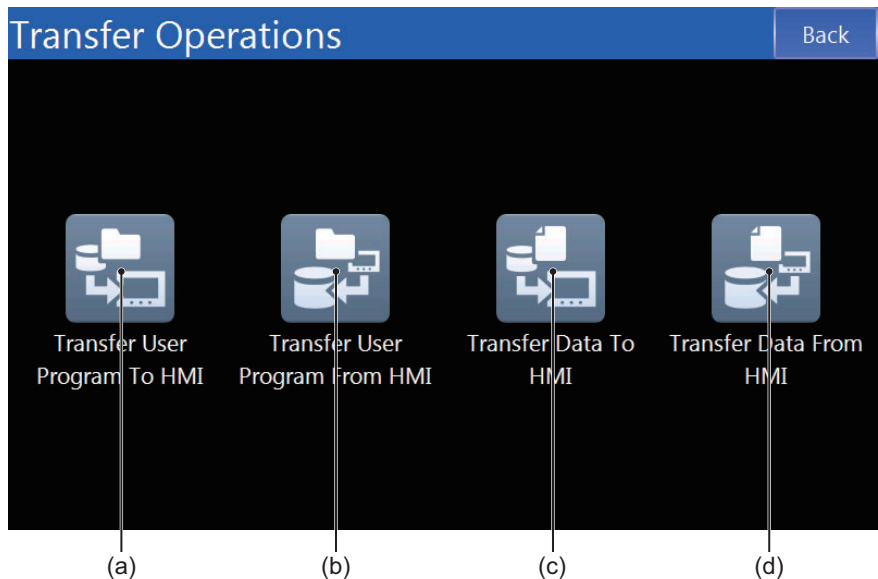 Transfer Operations
Back
Transfer User
Program To HMI
Transfer User
Program From HMI
Transfer Data To
HMI
Transfer Data From
HMI
(a)
(b)
(c)
(d)